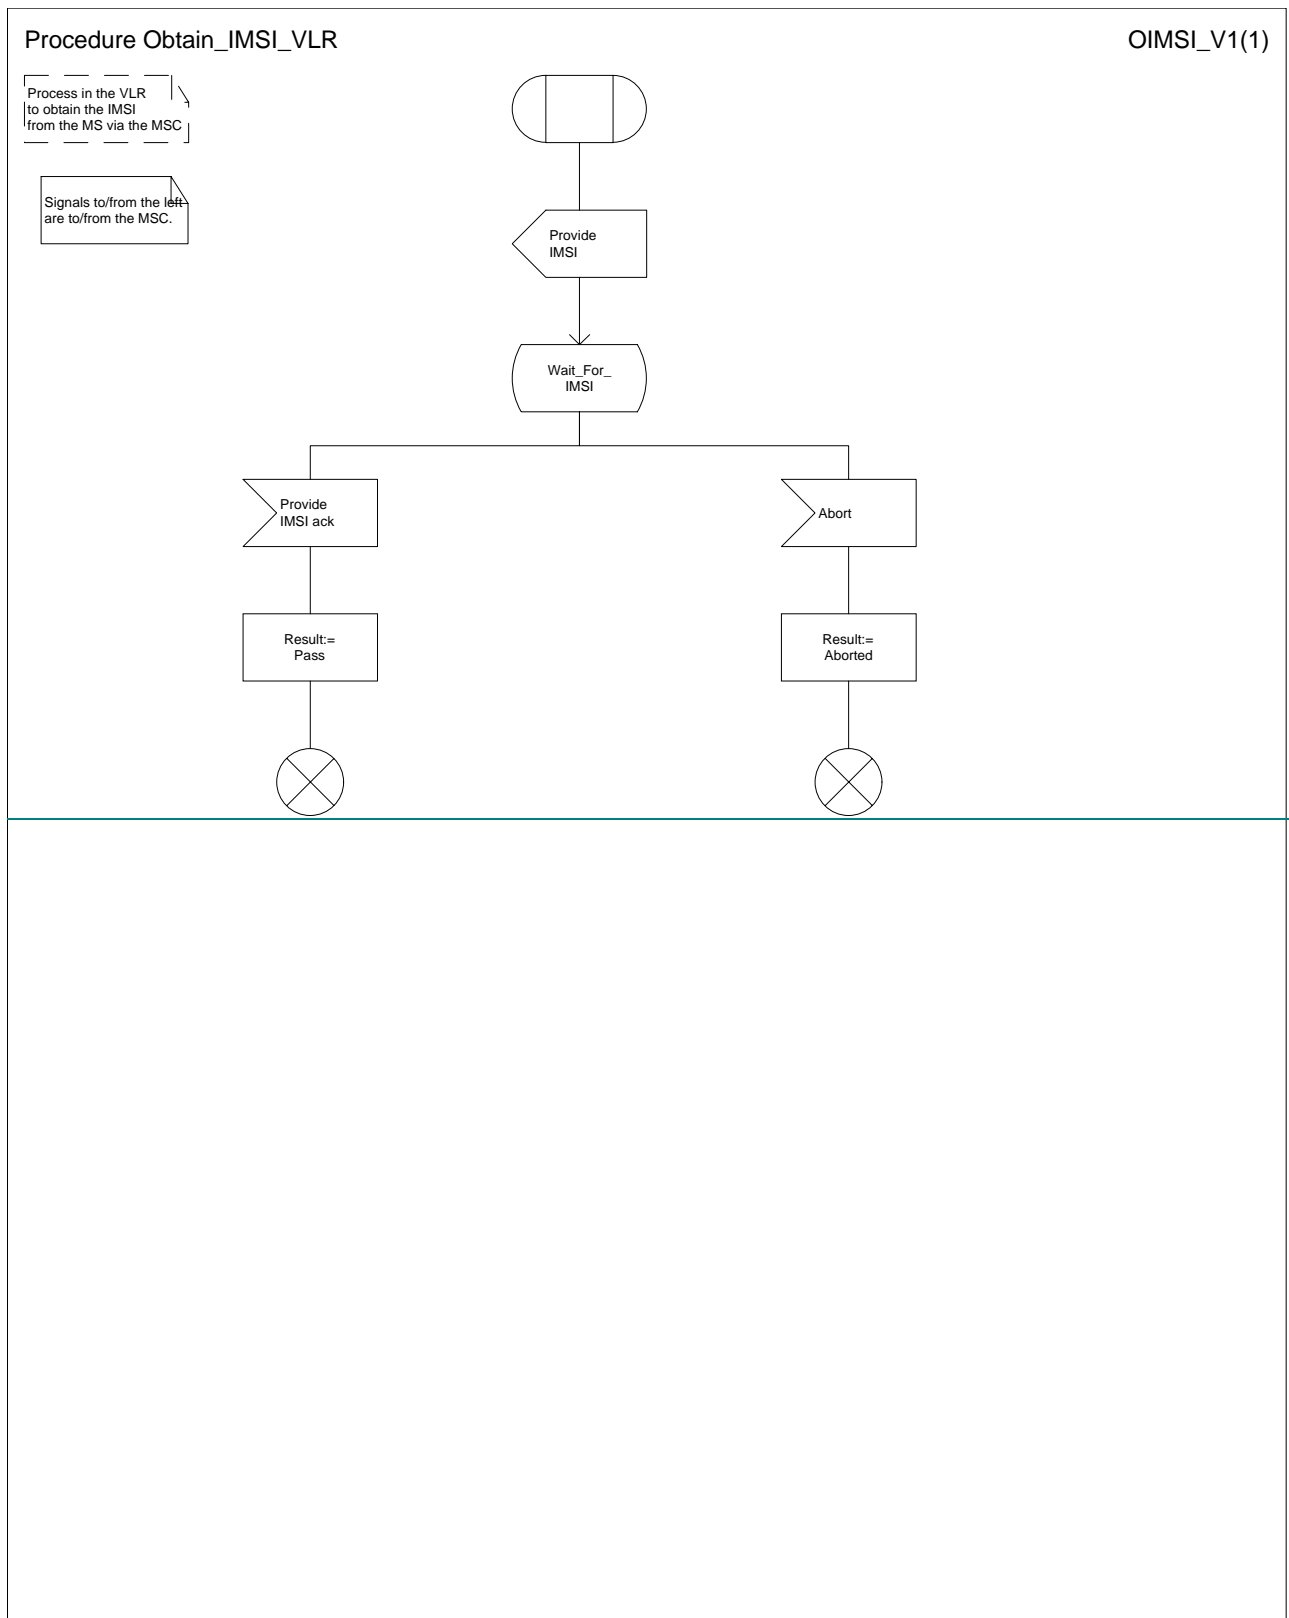 Procedure Obtain_IMSI_VLR
OIMSI_V1(1)
Process in the VLR
to obtain the IMSI
from the MS via the MSC
Signals to/from the left
are to/from the MSC.
Provide
IMSI
Wait_For_
IMSI
Provide
IMSI ack
Abort
Result:=
Pass
Result:=
Aborted